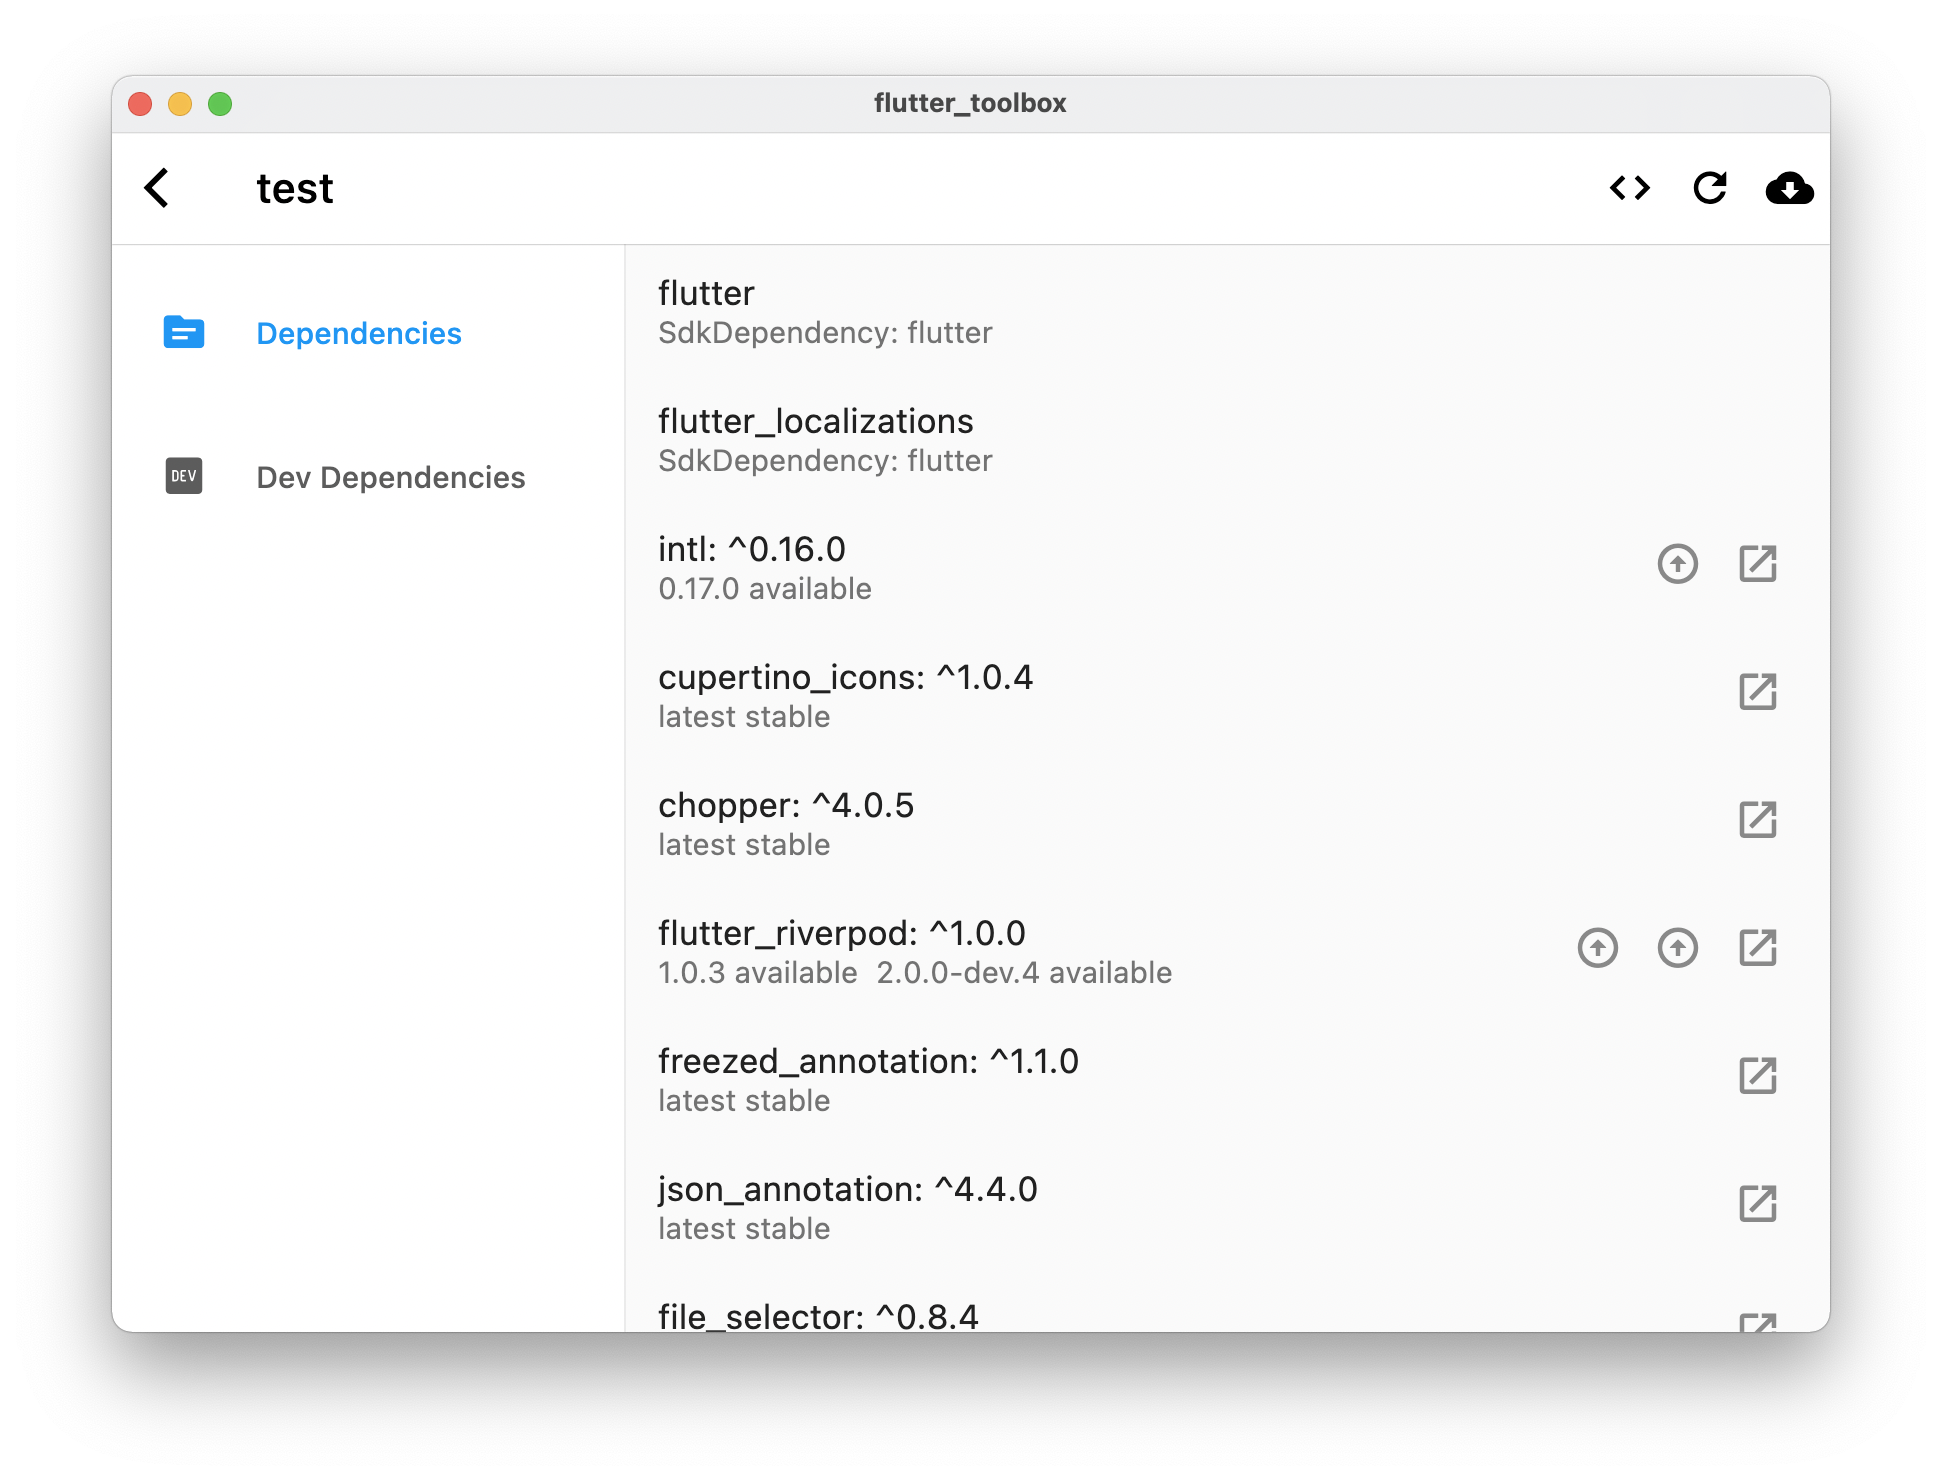 flutter_toolbox
test
Dependencies
DEV Dev Dependencies
flutter
SdkDependency: flutter
flutter_localizations
SdkDependency: flutter
intl: ^0.16.0
0.17.0 available
cupertino_icons: ^1.0.4
latest stable
chopper: ^4.0.5
latest stable
flutter_riverpod: ^1.0.0
1.0.3 available 2.0.0-dev.4 available
freezed_annotation: ^1.1.0
latest stable
json_annotation: ^4.4.0
latest stable
file_selector: ^0.8.4